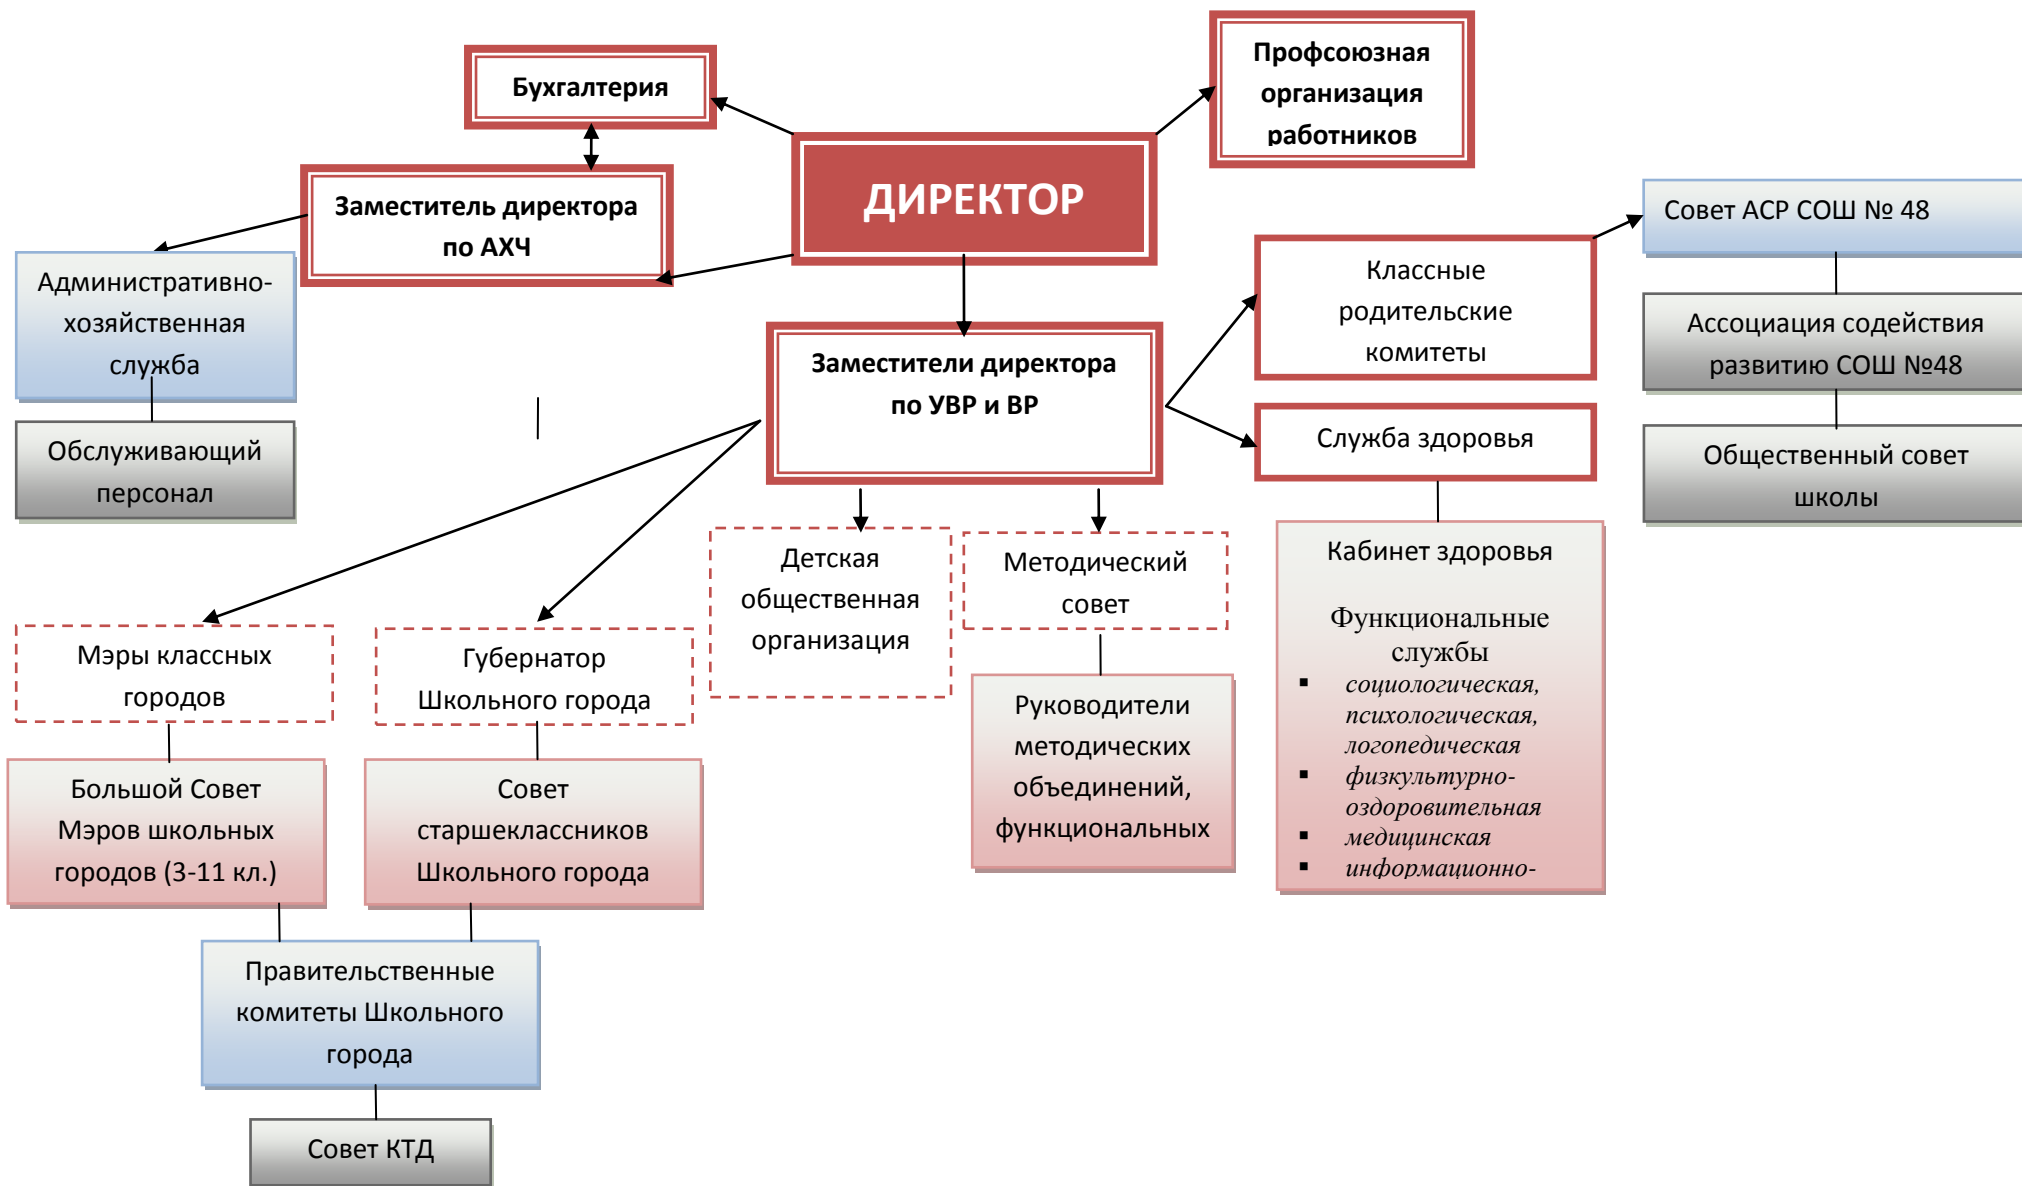 Бухгалтерия
Профсоюзная
организация
работников
ДИРЕКТОР
Заместитель директора
по АХЧ
Совет АСР СОШ № 48
Административно-
хозяйственная
служба
Классные
родительские
комитеты
Ассоциация содействия
развитию СОШ №48
Заместители директора
по УВР и ВР
Обслуживающий
персонал
Служба здоровья
Общественный совет
школы
Детская
общественная
организация
Методический
совет
Кабинет здоровья
Функциональные
службы
▪ социологическая,
психологическая,
логопедическая
▪ физкультурно-
оздоровительная
▪ медицинская
▪ информационно-
Мэры классных
городов
Губернатор
Школьного города
Руководители
методических
объединений,
функциональных
Большой Совет
Мэров школьных
городов (3-11 кл.)
Совет
старшеклассников
Школьного города
Правительственные
комитеты Школьного
города
Совет КТД